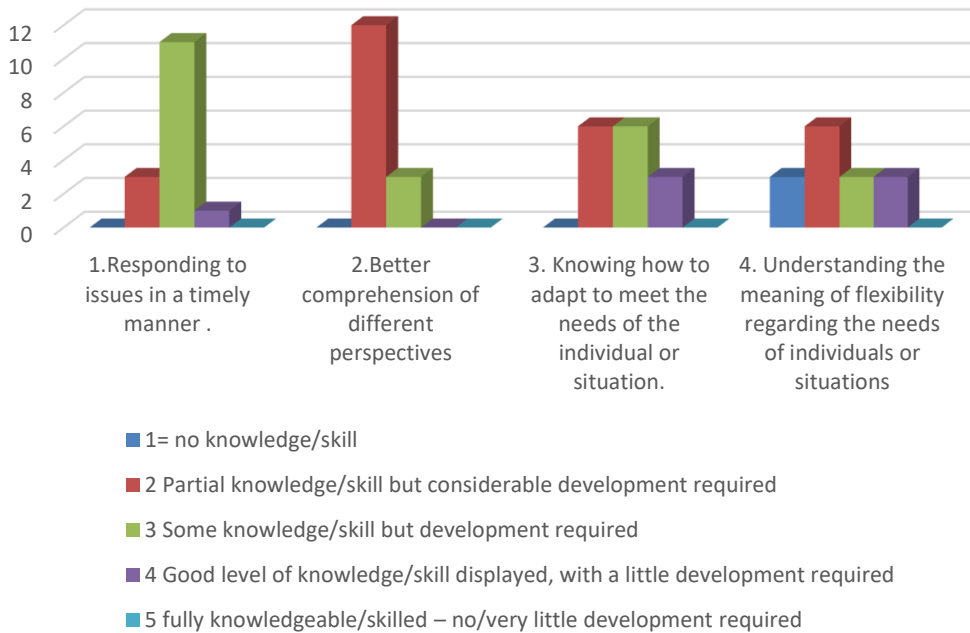 12
10
8
6
4
2
0
1.Responding to
issues in a timely
manner .
2.Better
comprehension of
different
perspectives
3. Knowing how to
adapt to meet the
needs of the
individual or
situation.
4. Understanding the
meaning of flexibility
regarding the needs
of individuals or
situations
1= no knowledge/skill
2 Partial knowledge/skill but considerable development required
3 Some knowledge/skill but development required
4 Good level of knowledge/skill displayed, with a little development required
5 fully knowledgeable/skilled – no/very little development required